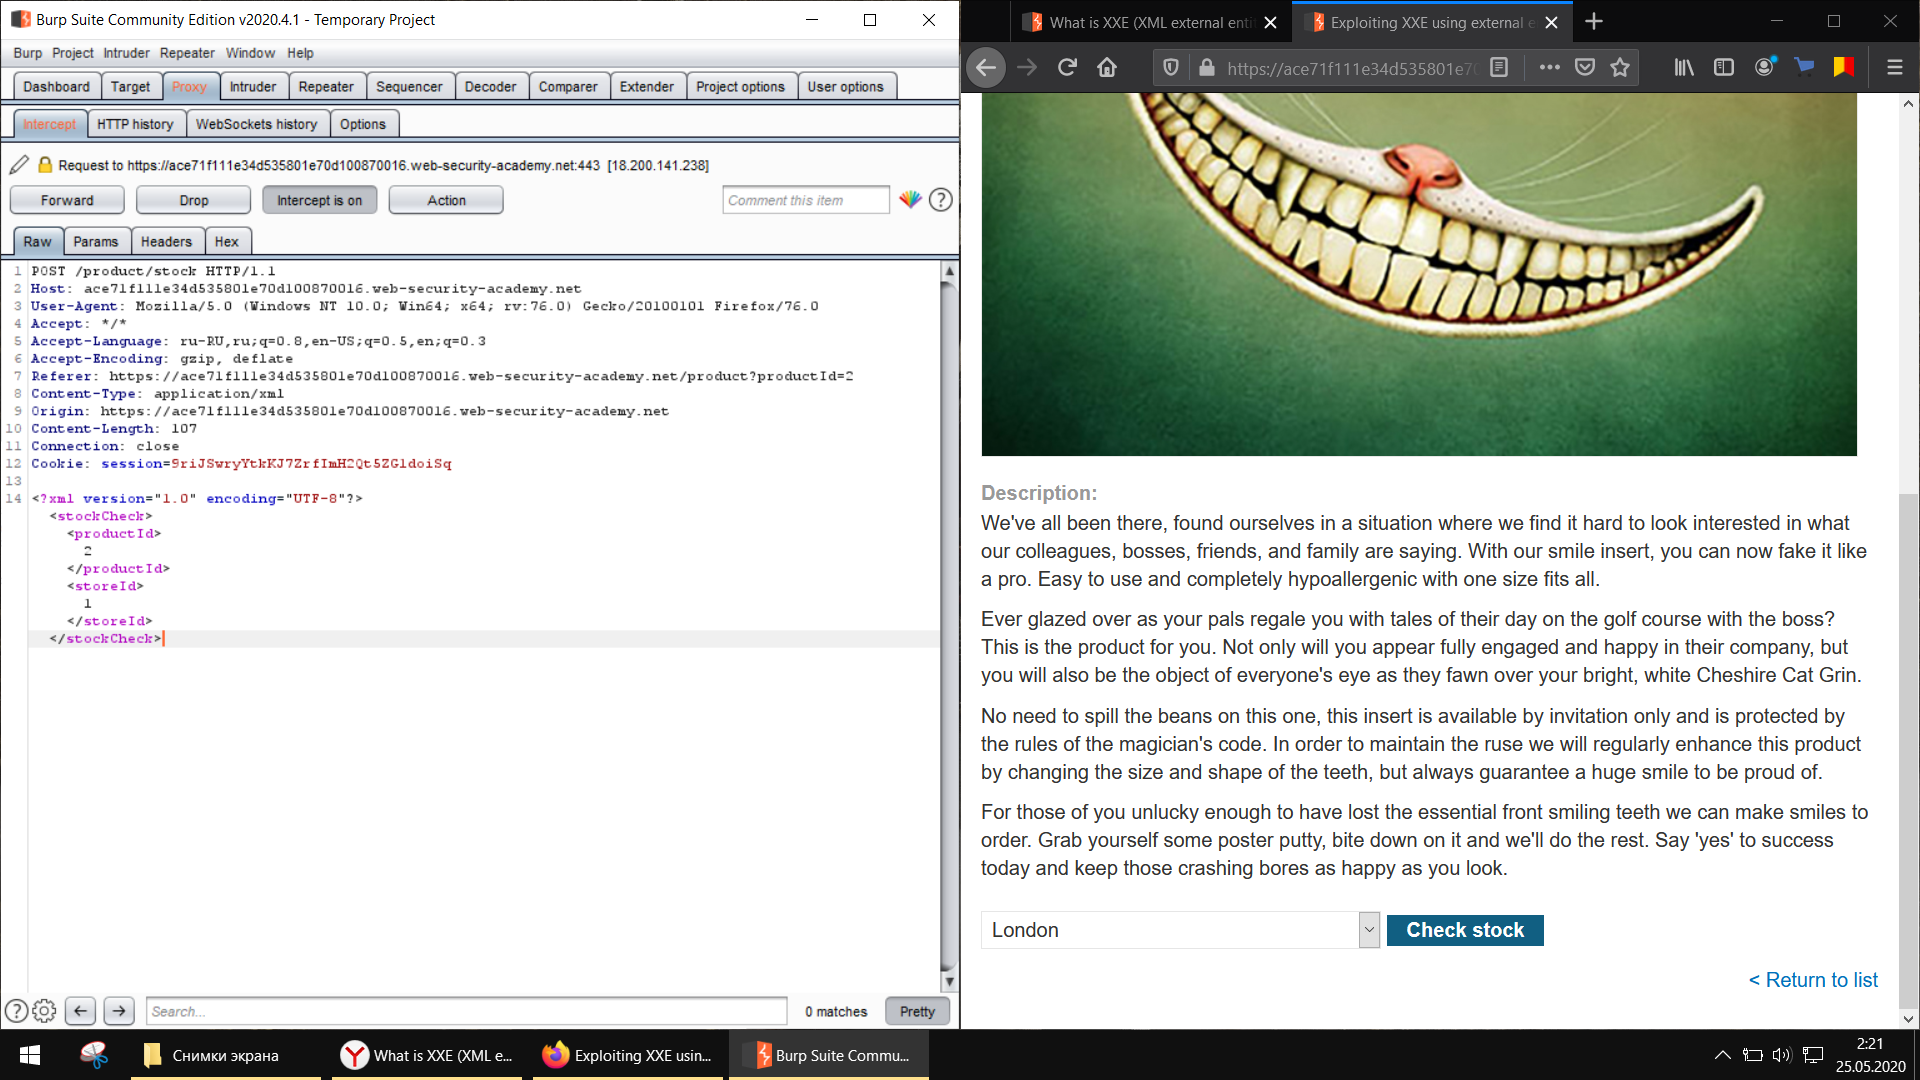 Burp Suite Community Edition v2020.4.1 - Temporary Project
Burp Project Intruder Repeater Window Help
Dashboard Target Proxy Intruder Repeater Sequencer Decoder Comparer Extender Project options User options
Intercept HTTP history WebSockets history Options
Request to https://ace71f111e34d535801e70d100870016.web-security-academy.net:443 [18.200.141.238]
Forward Drop Intercept is on Action Comment this item ?
Raw Params Headers Hex
1 POST /product/stock HTTP/1.1
2 Host: ace71f111e34d535801e70d100870016.web-security-academy.net
3 User-Agent: Mozilla/5.0 (Windows NT 10.0; Win64; x64; rv:76.0) Gecko/20100101 Firefox/76.0
4 Accept: */*
5 Accept-Language: ru-RU,ru;q=0.8,en-US;q=0.5,en;q=0.3
6 Accept-Encoding: gzip, deflate
7 Referer: https://ace71f111e34d535801e70d100870016.web-security-academy.net/product?productId=2
8 Content-Type: application/xml
9 Origin: https://ace71f111e34d535801e70d100870016.web-security-academy.net
10 Content-Length: 107
11 Connection: close
12 Cookie: session=9riJSwryYtkKJ7ZrfImH2Qt5ZGldoiSq
13
14 <?xml version="1.0" encoding="UTF-8"?>
<stockCheck>
<productId>
2
</productId>
<storeId>
1
</storeId>
</stockCheck>
? Search... 0 matches Pretty
What is XXE (XML external enti
Exploiting XXE using external e
https://ace71f111e34d535801e70
Description:
We've all been there, found ourselves in a situation where we find it hard to look interested in what
our colleagues, bosses, friends, and family are saying. With our smile insert, you can now fake it like
a pro. Easy to use and completely hypoallergenic with one size fits all.
Ever glazed over as your pals regale you with tales of their day on the golf course with the boss?
This is the product for you. Not only will you appear fully engaged and happy in their company, but
you will also be the object of everyone's eye as they fawn over your bright, white Cheshire Cat Grin.
No need to spill the beans on this one, this insert is available by invitation only and is protected by
the rules of the magician's code. In order to maintain the ruse we will regularly enhance this product
by changing the size and shape of the teeth, but always guarantee a huge smile to be proud of.
For those of you unlucky enough to have lost the essential front smiling teeth we can make smiles to
order. Grab yourself some poster putty, bite down on it and we'll do the rest. Say 'yes' to success
today and keep those crashing bores as happy as you look.
London Check stock
< Return to list
Снимки экрана What is XXE (XML e... Exploiting XXE usin... Burp Suite Commu...
2:21
25.05.2020